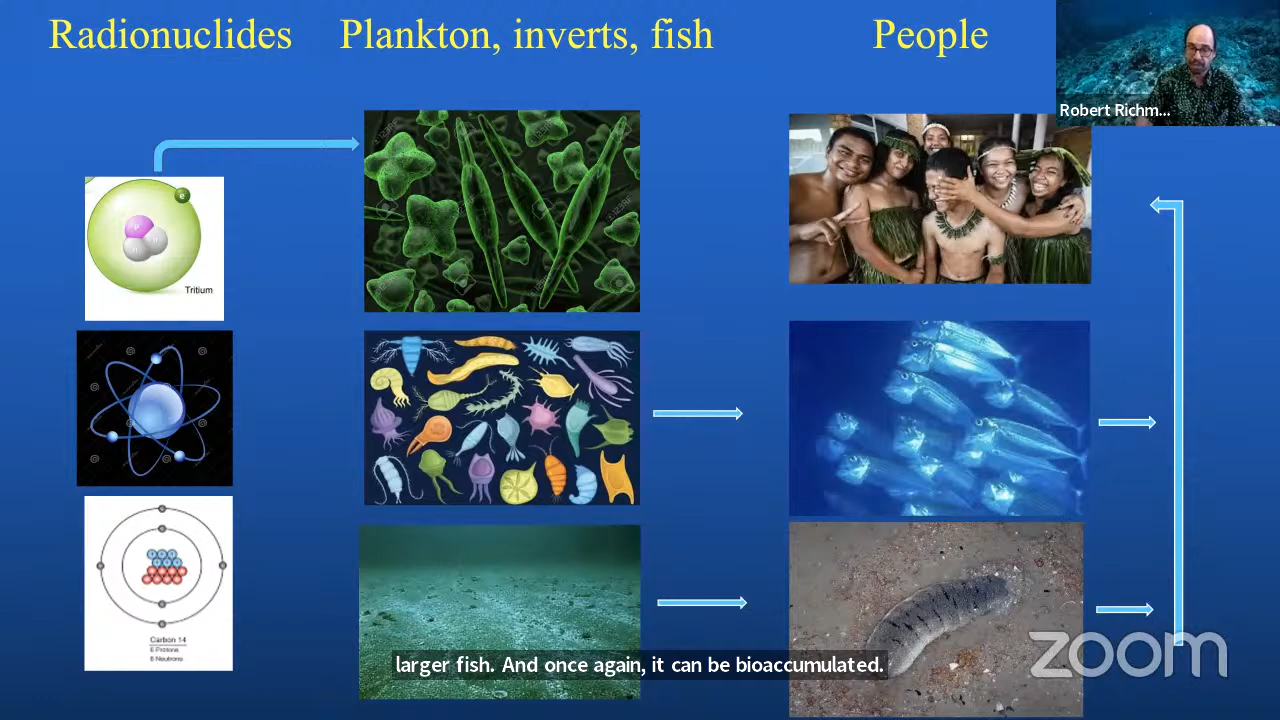 Radionuclides
Plankton, inverts, fish
People
Robert Richm...
e
Tritium
Carbon 14
6 Protons
8 Neutrons
larger fish. And once again, it can be bioaccumulated.
zoom